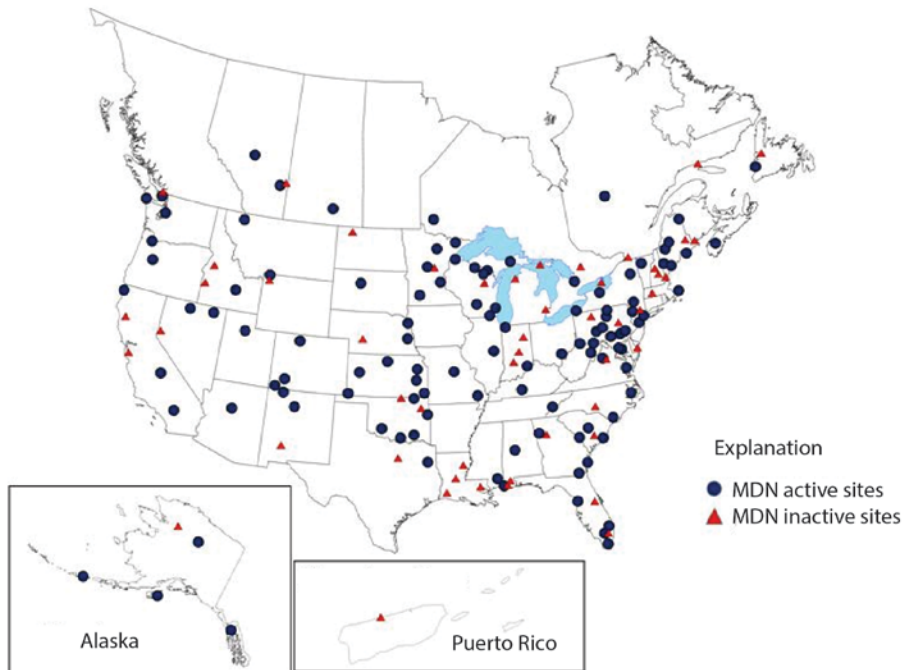 Explanation
MDN active sites
MDN inactive sites
Alaska
Puerto Rico